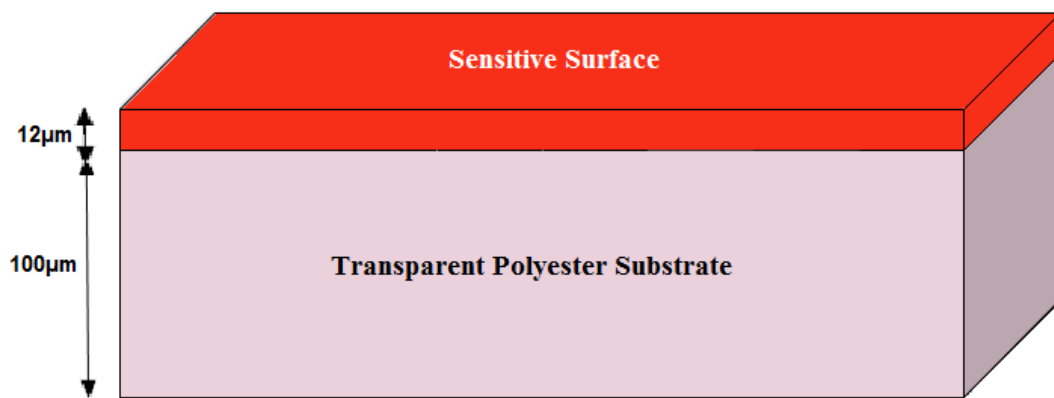 Sensitive Surface
12μm
100μm
Transparent Polyester Substrate